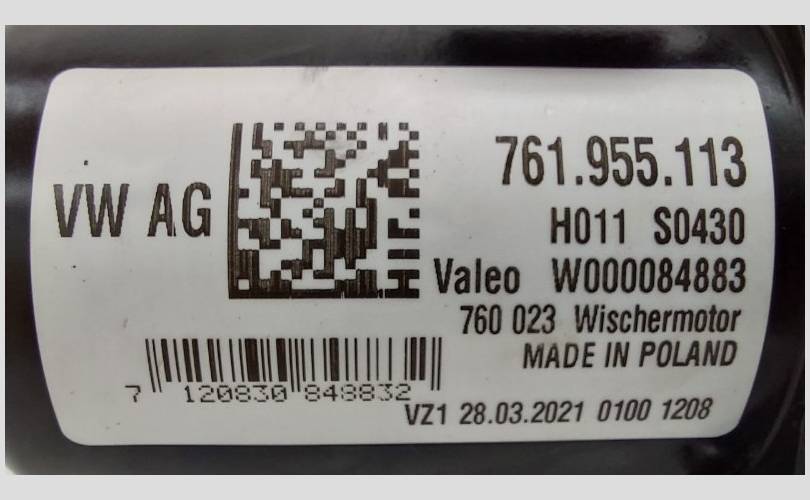 VW AG
761.955.113
H011 S0430
Valeo W000084883
760 023 Wischermotor
MADE IN POLAND
7 120830 848832
VZ1 28.03.2021 0100 1208